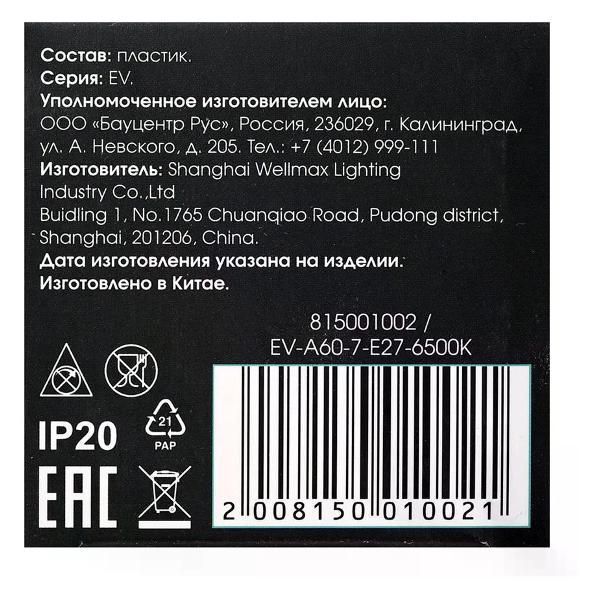 Состав: пластик.
Серия: EV.
Уполномоченное изготовителем лицо:
ООО «Бауцентр Рус», Россия, 236029, г. Калининград,
ул. А. Невского, д. 205. Тел.: +7 (4012) 999-111
Изготовитель: Shanghai Wellmax Lighting
Industry Co.,Ltd
Buidling 1, No.1765 Chuanqiao Road, Pudong district,
Shanghai, 201206, China.
Дата изготовления указана на изделии.
Изготовлено в Китае.
815001002 /
EV-A60-7-E27-6500K
IP20
21
PAP
EAC
2 008150 010021